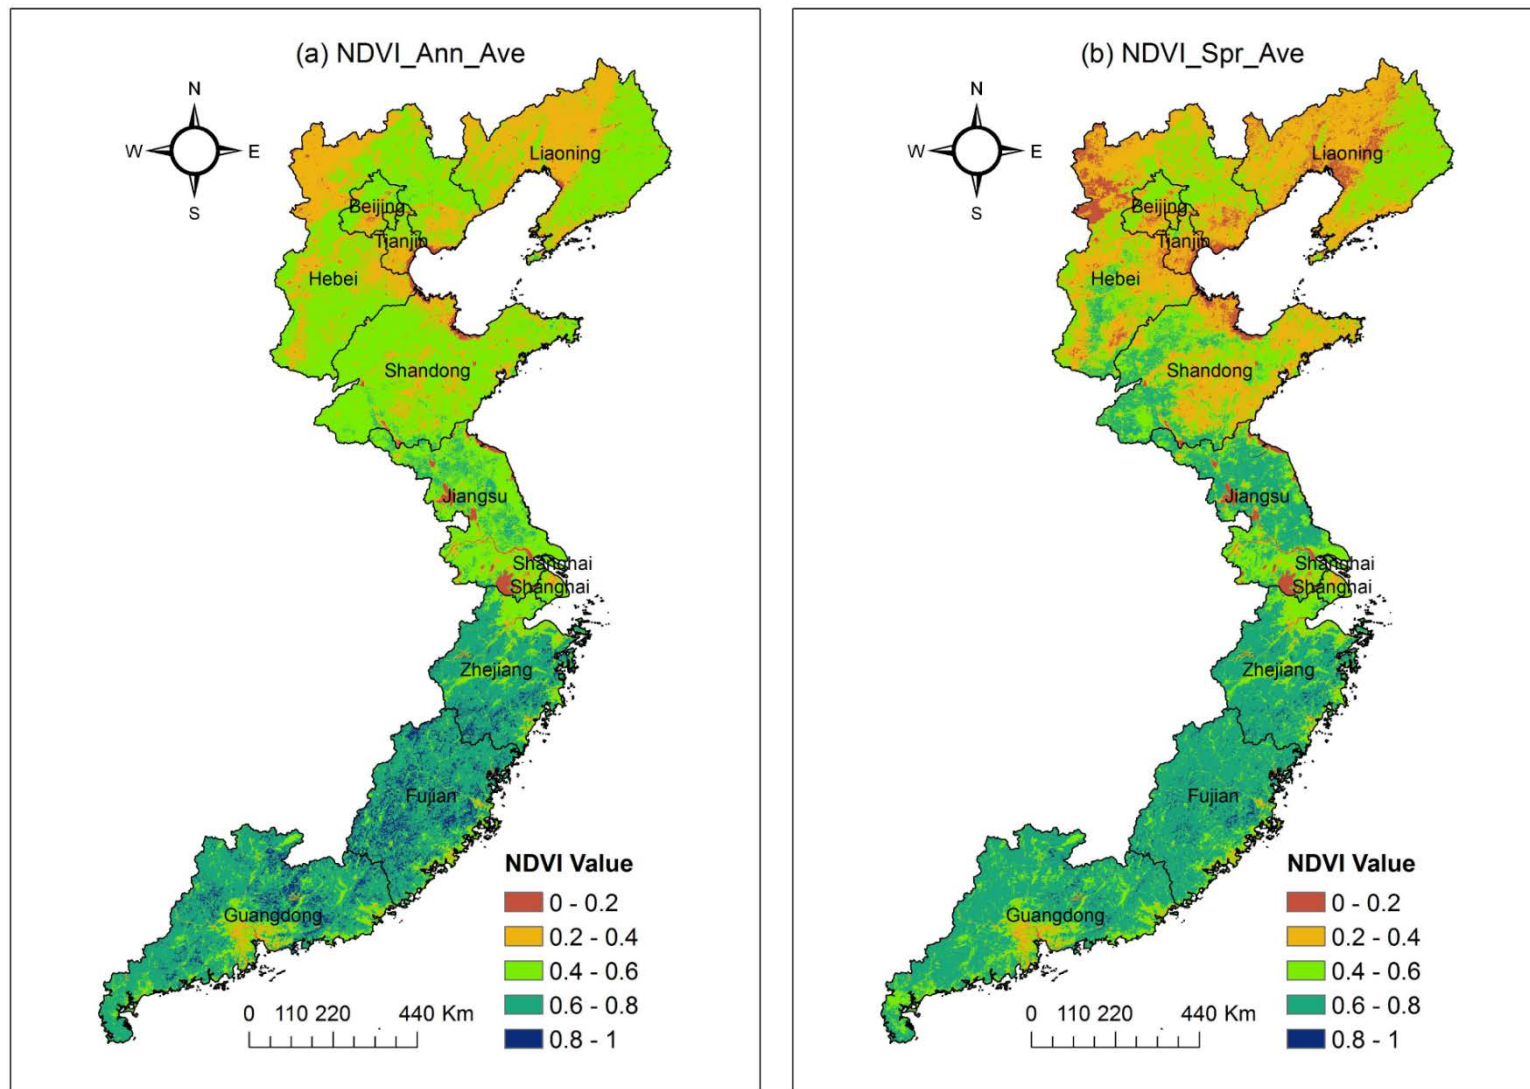 (a) NDVI_Ann_Ave
N
W
E
S
Liaoning
Beijing
Tianjin
Hebei
Shandong
Jiangsu
Shanghai
Shanghai
Zhejiang
Fujian
Guangdong
NDVI Value
0 - 0.2
0.2 - 0.4
0.4 - 0.6
0.6 - 0.8
0.8 - 1
0 110 220 440 Km
(b) NDVI_Spr_Ave
N
W
E
S
Liaoning
Beijing
Tianjin
Hebei
Shandong
Jiangsu
Shanghai
Shanghai
Zhejiang
Fujian
Guangdong
NDVI Value
0 - 0.2
0.2 - 0.4
0.4 - 0.6
0.6 - 0.8
0.8 - 1
0 110 220 440 Km